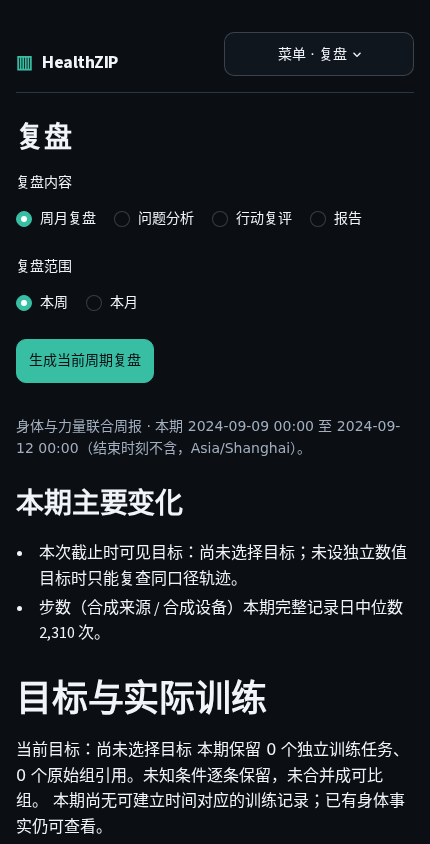 HealthZIP
菜单 · 复盘
复盘
复盘内容
周月复盘 问题分析 行动复评 报告
复盘范围
本周 本月
生成当前周期复盘
身体与力量联合周报 · 本期 2024-09-09 00:00 至 2024-09-
12 00:00（结束时刻不含，Asia/Shanghai）。
本期主要变化
本次截止时可见目标：尚未选择目标；未设独立数值
目标时只能复查同口径轨迹。
步数（合成来源 / 合成设备）本期完整记录日中位数
2,310 次。
目标与实际训练
当前目标：尚未选择目标 本期保留 0 个独立训练任务、
0 个原始组引用。未知条件逐条保留，未合并成可比
组。 本期尚无可建立时间对应的训练记录；已有身体事
实仍可查看。